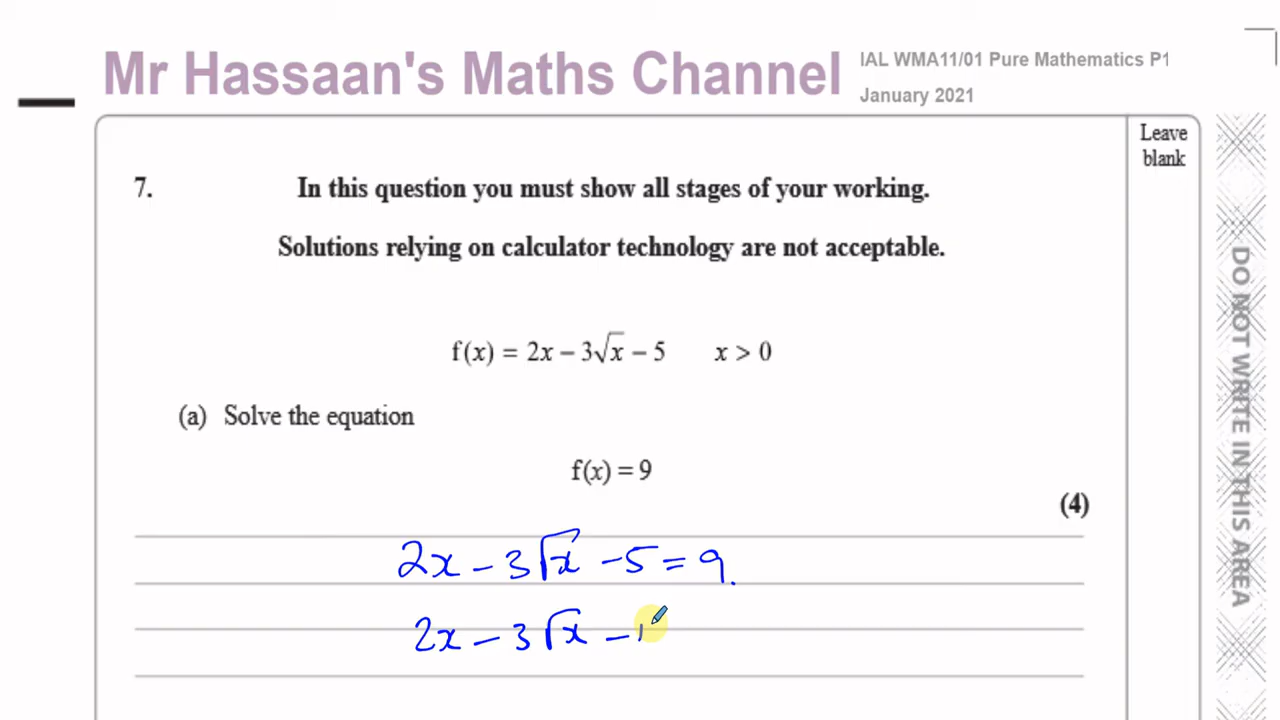 Mr Hassaan's Maths Channel
IAL WMA11/01 Pure Mathematics P1
January 2021
Leave
blank
7.
In this question you must show all stages of your working.
Solutions relying on calculator technology are not acceptable.
f(x) = 2x – 3√x – 5 x > 0
(a) Solve the equation
f(x) = 9
(4)
2x – 3√x – 5 = 9.
2x – 3√x – 1
DO NOT WRITE IN THIS AREA